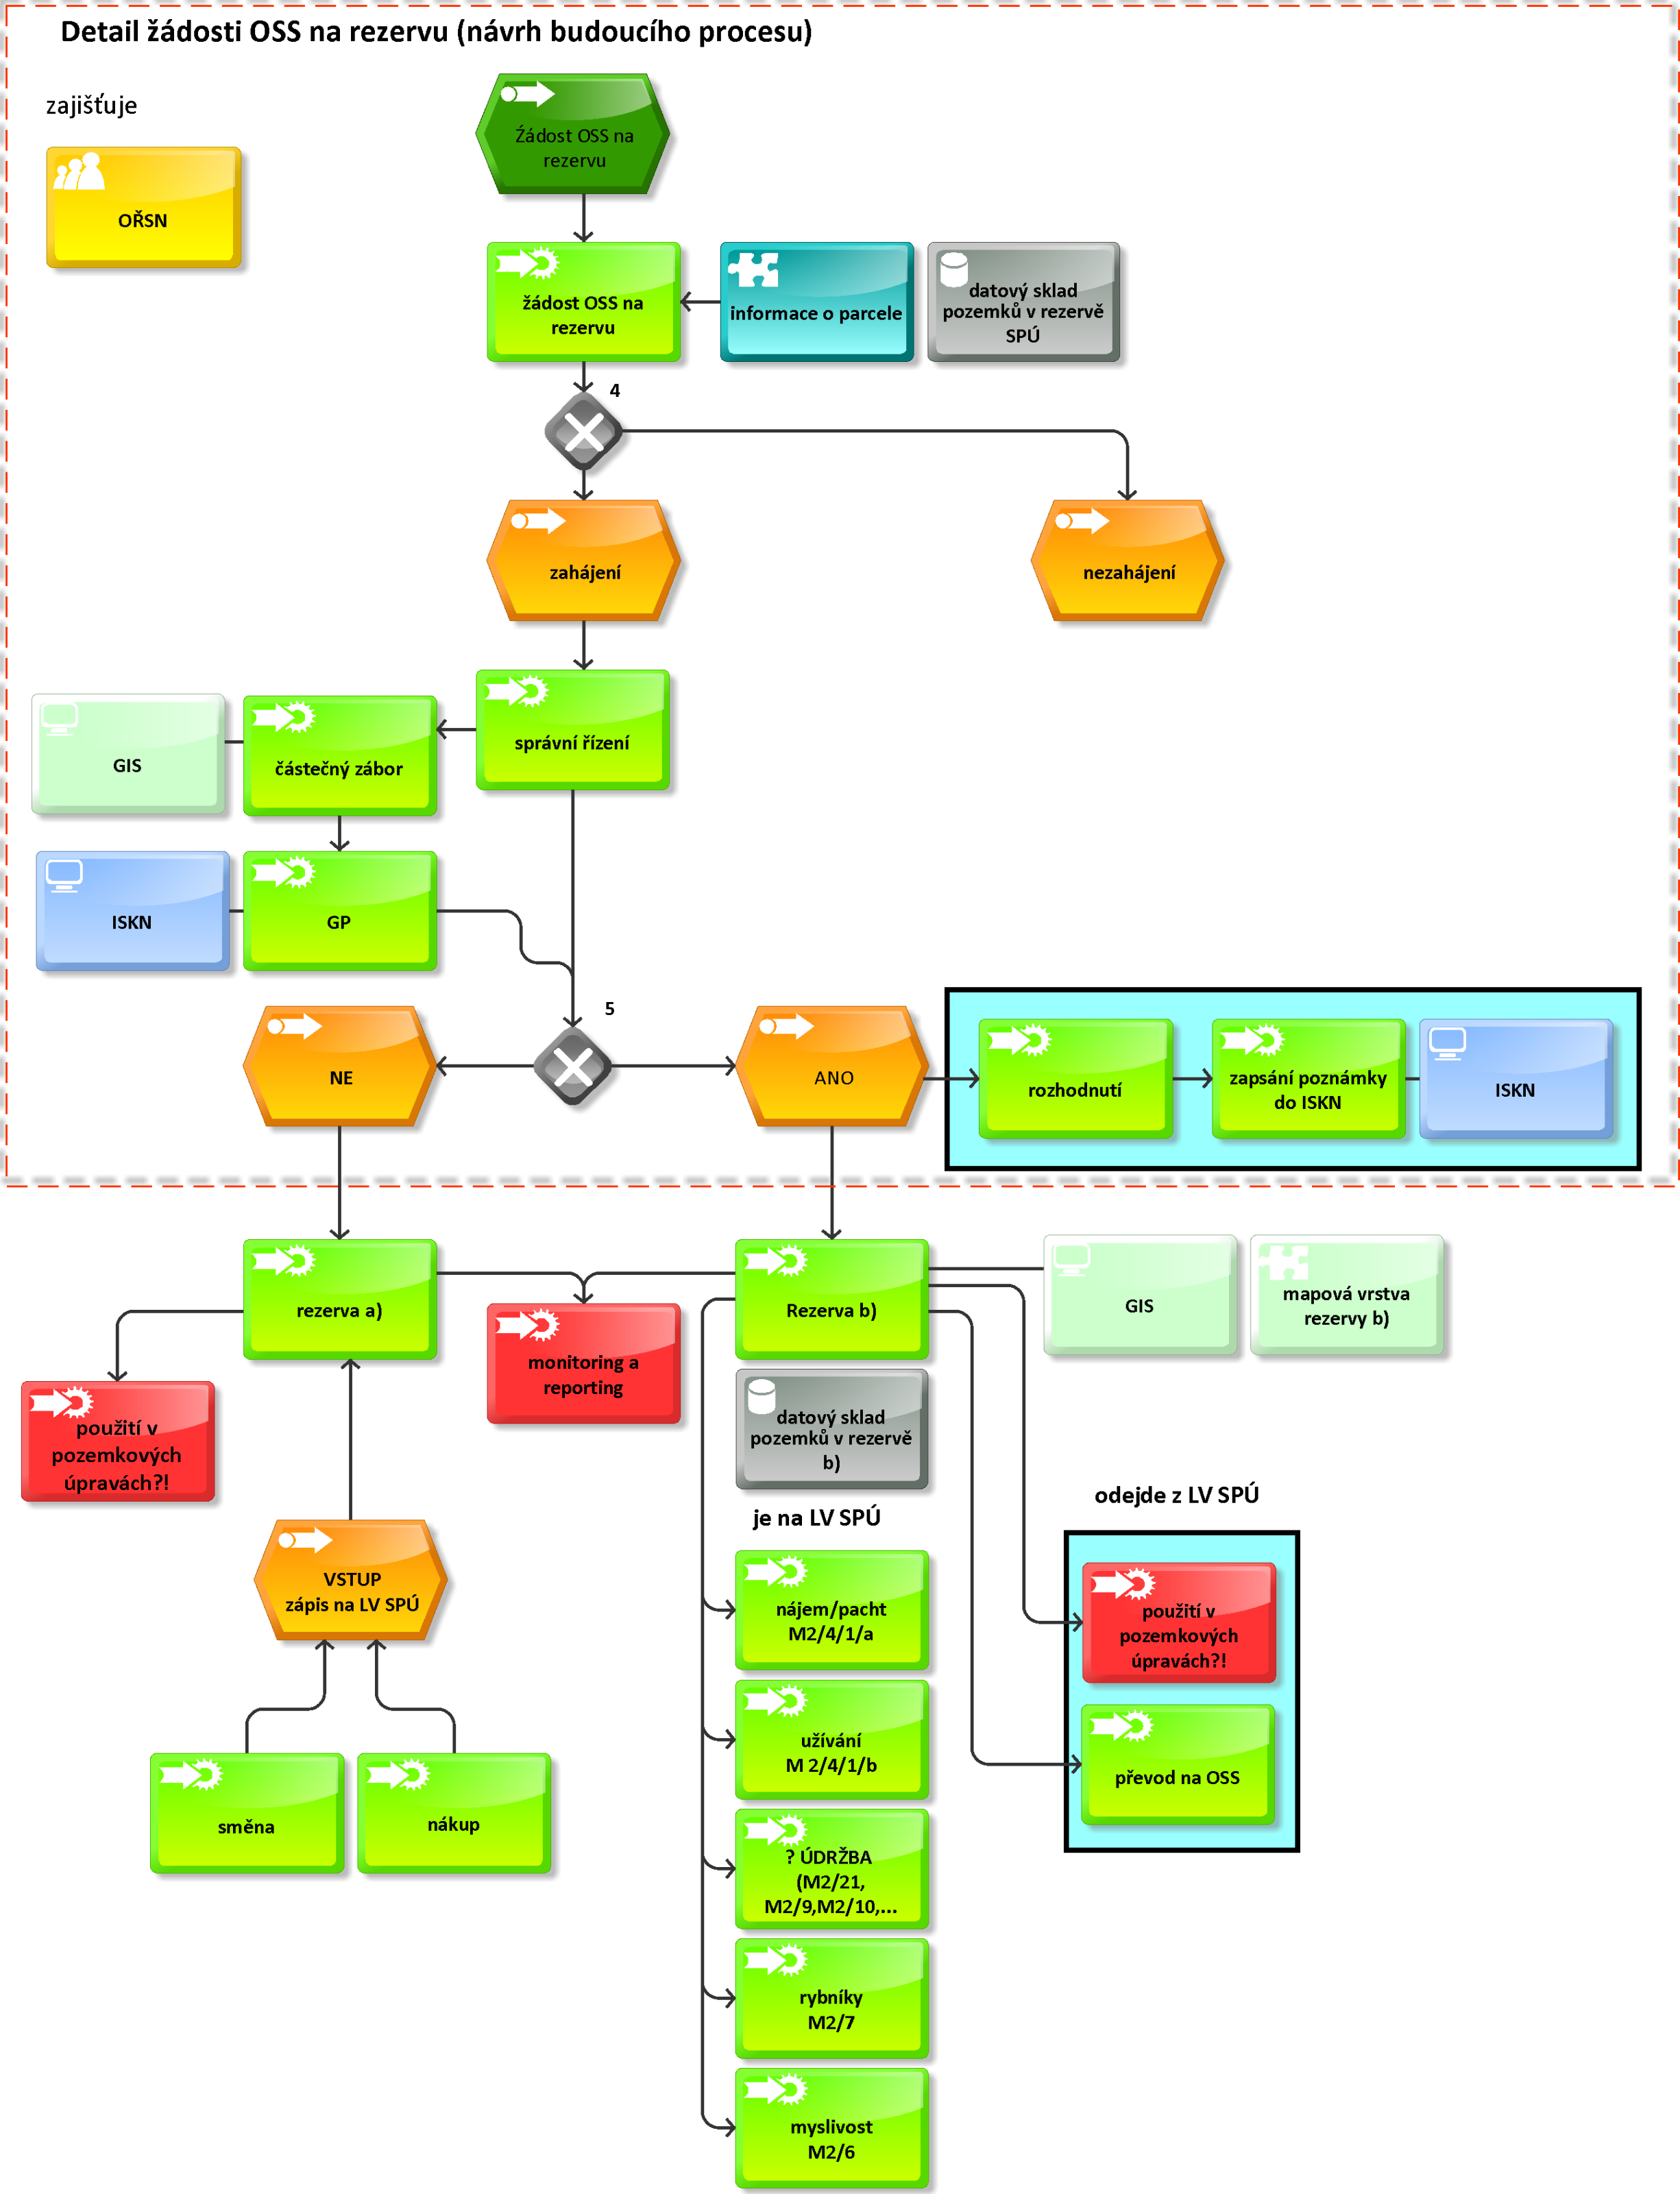 Detail žádosti OSS na rezervu (návrh budoucího procesu)
zajišťuje
OŘSN
Źádost OSS na
rezervu
žádost OSS na
rezervu
informace o parcele
datový sklad
pozemků v rezervě
SPÚ
4
zahájení
nezahájení
správní řízení
částečný zábor
GIS
ISKN
GP
5
NE
ANO
rozhodnutí
zapsání poznámky
do ISKN
ISKN
rezerva a)
monitoring a
reporting
Rezerva b)
GIS
mapová vrstva
rezervy b)
použití v
pozemkových
úpravách?!
datový sklad
pozemků v rezervě
b)
je na LV SPÚ
odejde z LV SPÚ
VSTUP
zápis na LV SPÚ
nájem/pacht
M2/4/1/a
použití v
pozemkových
úpravách?!
užívání
M 2/4/1/b
převod na OSS
směna
nákup
? ÚDRŽBA
(M2/21,
M2/9,M2/10,...
rybníky
M2/7
myslivost
M2/6